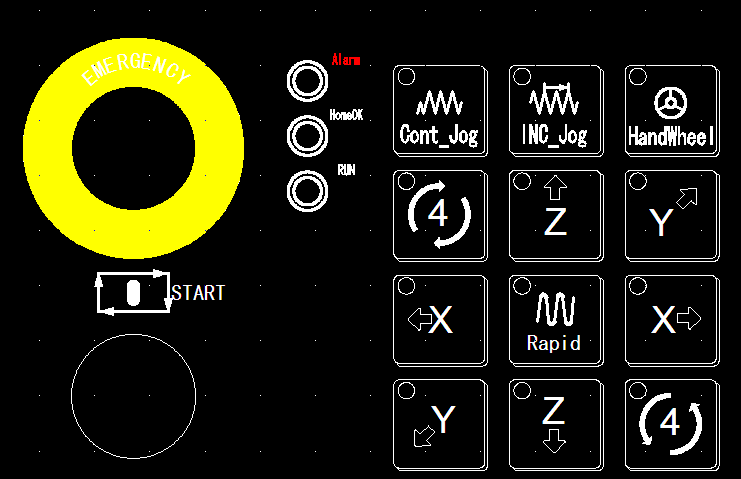 EMERGENCY
Alarm
HomeOK
RUN
START
Cont_Jog
INC_Jog
HandWheel
4
Z
Y
X
Rapid
X
Y
Z
4